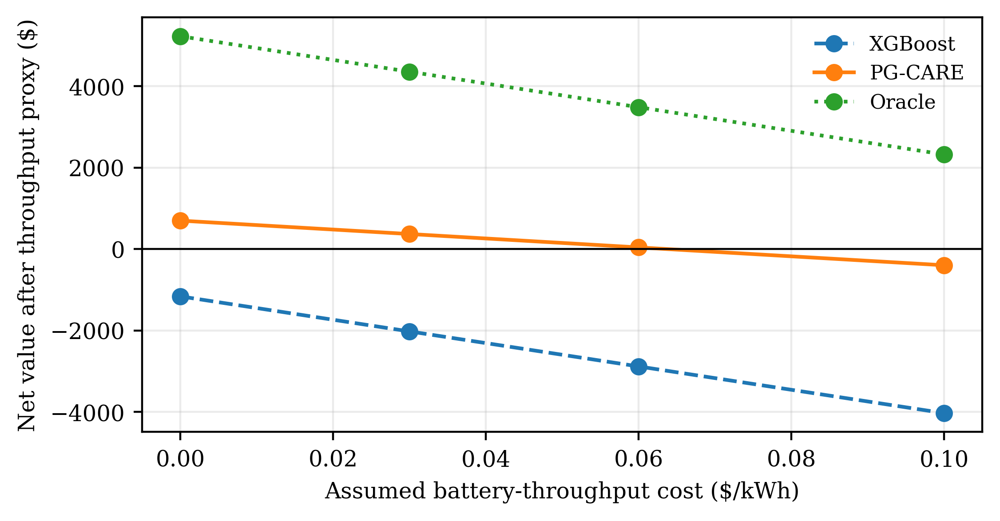 Net value after throughput proxy ($)
4000
2000
0
−2000
−4000
XGBoost
PG-CARE
Oracle
0.00 0.02 0.04 0.06 0.08 0.10
Assumed battery-throughput cost ($/kWh)